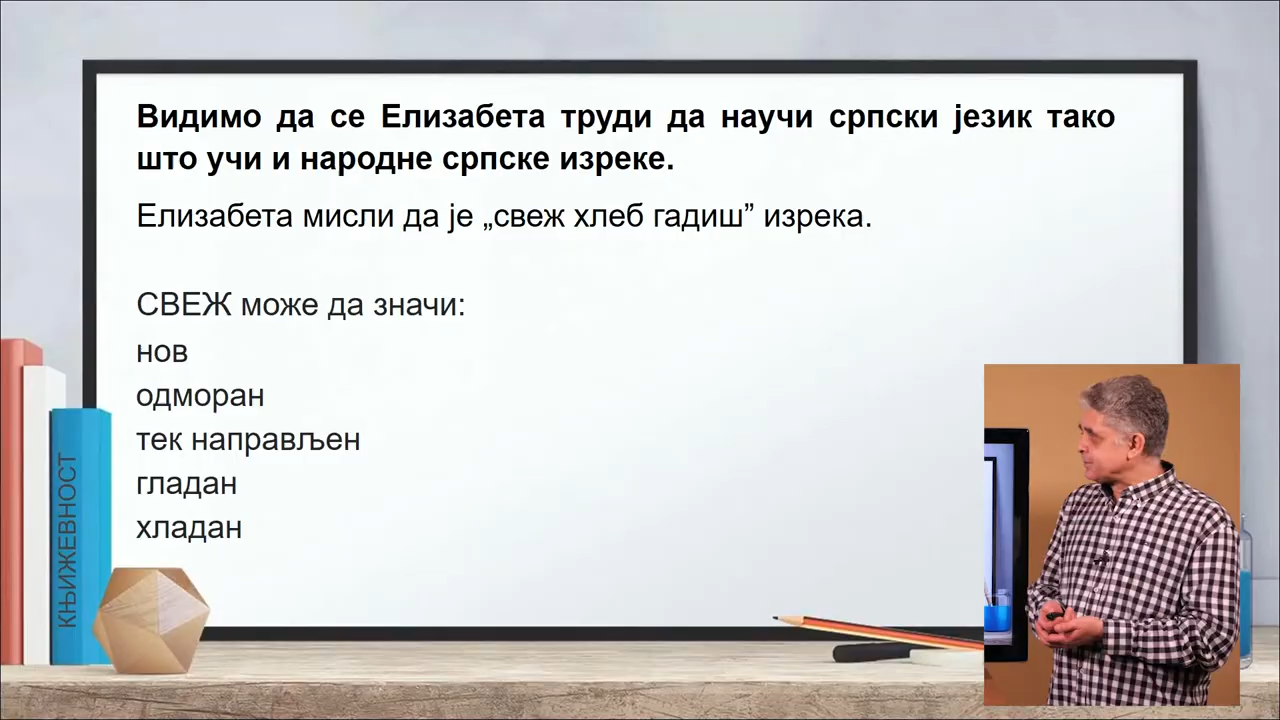 Видимо да се Елизабета труди да научи српски језик тако
што учи и народне српске изреке.
Елизабета мисли да је „свеж хлеб гадиш” изрека.
СВЕЖ може да значи:
нов
одморан
тек направљен
гладан
хладан
КЊИЖЕВНОСТ